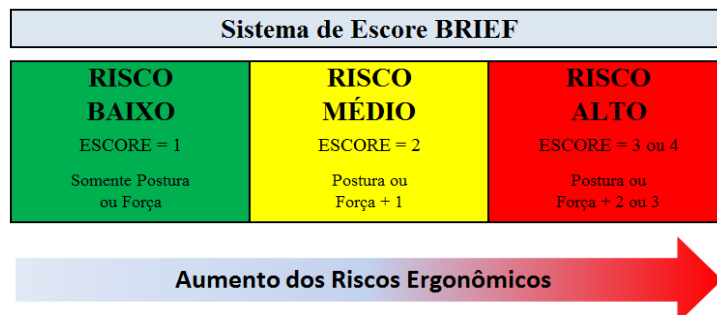 Sistema de Escore BRIEF
RISCO
BAIXO
ESCORE = 1
Somente Postura
ou Força
RISCO
MÉDIO
ESCORE = 2
Postura ou
Força + 1
RISCO
ALTO
ESCORE = 3 ou 4
Postura ou
Força + 2 ou 3
Aumento dos Riscos Ergonômicos